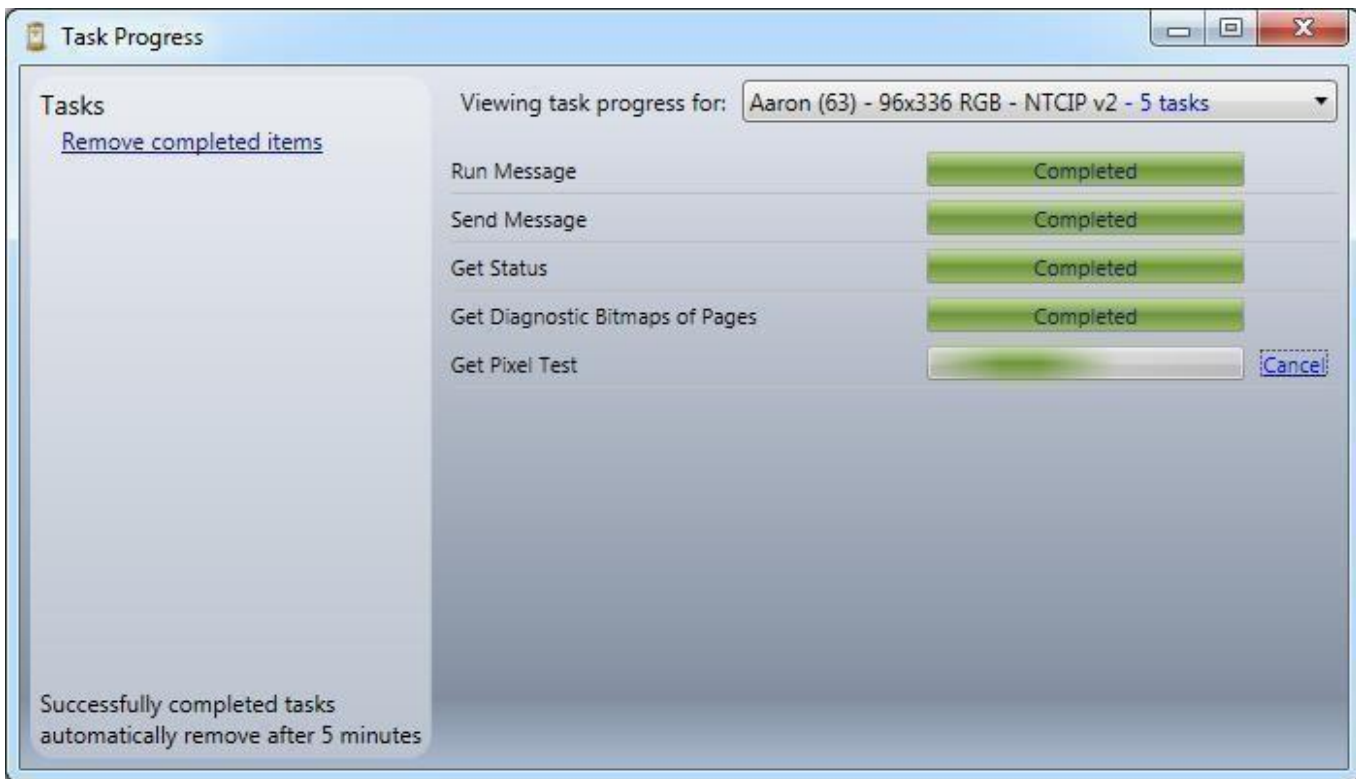 Task Progress
Tasks
Remove completed items
Viewing task progress for: Aaron (63) - 96x336 RGB - NTCIP v2 - 5 tasks
Run Message Completed
Send Message Completed
Get Status Completed
Get Diagnostic Bitmaps of Pages Completed
Get Pixel Test Cancel
Successfully completed tasks
automatically remove after 5 minutes